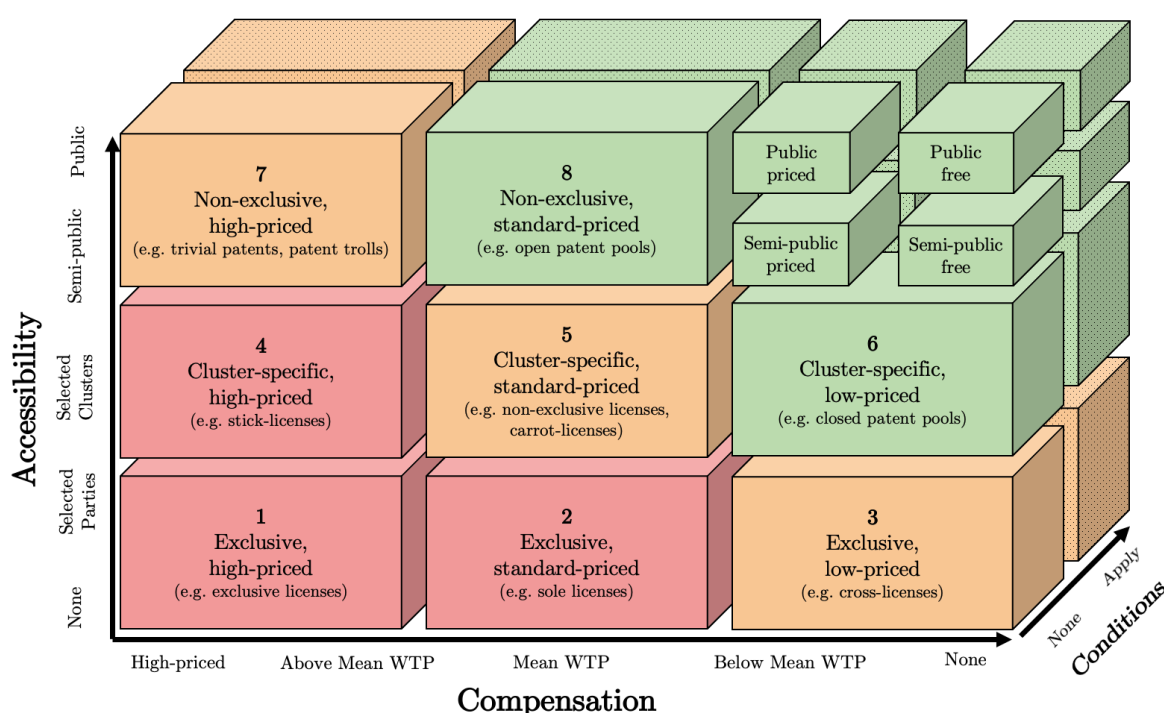 Accessibility
Public
Semi-public
Selected
Clusters
Selected
Parties
None
7
Non-exclusive,
high-priced
(e.g. trivial patents, patent trolls)
8
Non-exclusive,
standard-priced
(e.g. open patent pools)
Public
priced
Public
free
Semi-public
priced
Semi-public
free
4
Cluster-specific,
high-priced
(e.g. stick-licenses)
5
Cluster-specific,
standard-priced
(e.g. non-exclusive licenses,
carrot-licenses)
6
Cluster-specific,
low-priced
(e.g. closed patent pools)
1
Exclusive,
high-priced
(e.g. exclusive licenses)
2
Exclusive,
standard-priced
(e.g. sole licenses)
3
Exclusive,
low-priced
(e.g. cross-licenses)
None
Apply
Conditions
High-priced
Above Mean WTP
Mean WTP
Below Mean WTP
None
Compensation